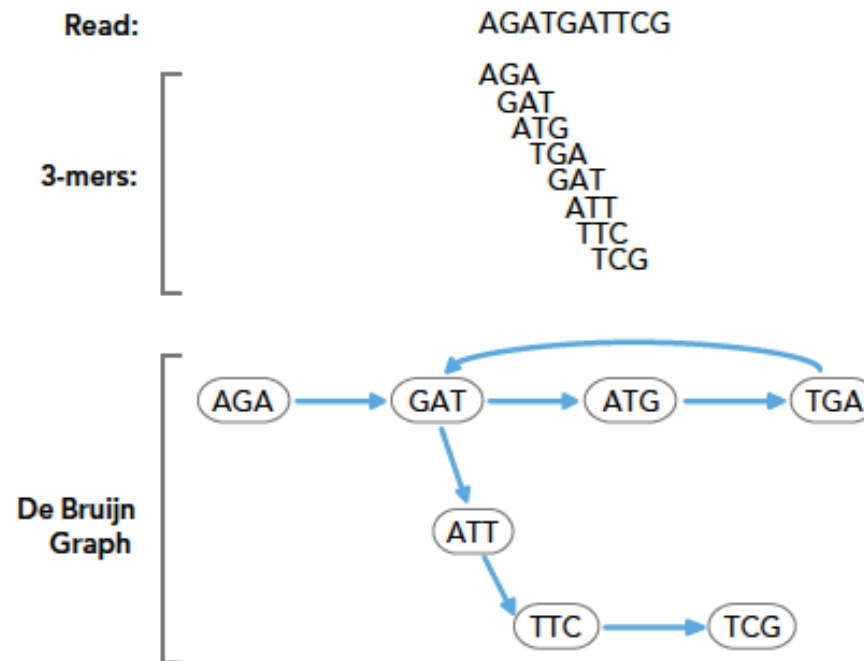 Read: AGATGATTCG
AGA
GAT
ATG
3-mers: TGA
GAT
ATT
TTC
TCG
AGA GAT ATG TGA
De Bruijn
Graph
ATT
TTC TCG